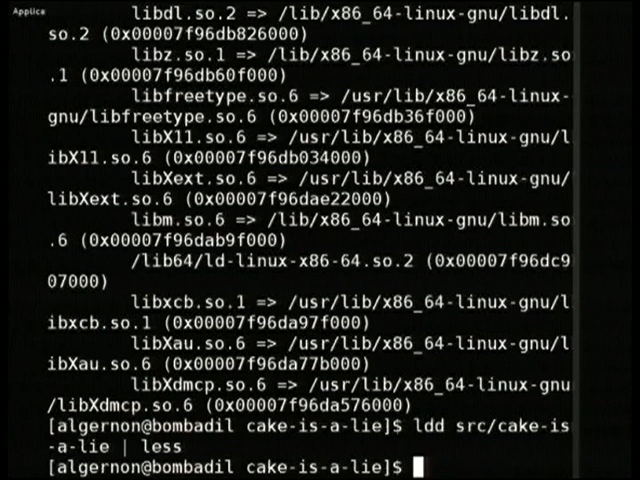 Applica
libdl.so.2 => /lib/x86_64-linux-gnu/libdl.
so.2 (0x00007f96db826000)
libz.so.1 => /lib/x86_64-linux-gnu/libz.so
.1 (0x00007f96db60f000)
libfreetype.so.6 => /usr/lib/x86_64-linux-
gnu/libfreetype.so.6 (0x00007f96db36f000)
libX11.so.6 => /usr/lib/x86_64-linux-gnu/l
ibX11.so.6 (0x00007f96db034000)
libXext.so.6 => /usr/lib/x86_64-linux-gnu/
libXext.so.6 (0x00007f96dae22000)
libm.so.6 => /lib/x86_64-linux-gnu/libm.so
.6 (0x00007f96dab9f000)
/lib64/ld-linux-x86-64.so.2 (0x00007f96dc9
07000)
libxcb.so.1 => /usr/lib/x86_64-linux-gnu/l
ibxcb.so.1 (0x00007f96da97f000)
libXau.so.6 => /usr/lib/x86_64-linux-gnu/l
ibXau.so.6 (0x00007f96da77b000)
libXdmcp.so.6 => /usr/lib/x86_64-linux-gnu
/libXdmcp.so.6 (0x00007f96da576000)
[algernon@bombadil cake-is-a-lie]$ ldd src/cake-is
-a-lie | less
[algernon@bombadil cake-is-a-lie]$